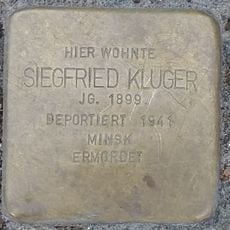 HIER WOHNTE
SIEGFRIED KLUGER
JG. 1899
DEPORTIERT 1941
MINSK
ERMORDET